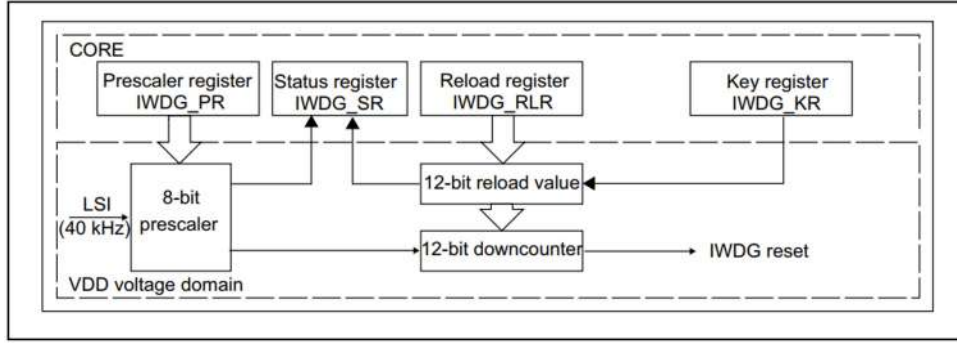 CORE
Prescaler register
IWDG_PR
Status register
IWDG_SR
Reload register
IWDG_RLR
Key register
IWDG_KR
LSI
(40 kHz)
8-bit
prescaler
12-bit reload value
12-bit downcounter
IWDG reset
VDD voltage domain